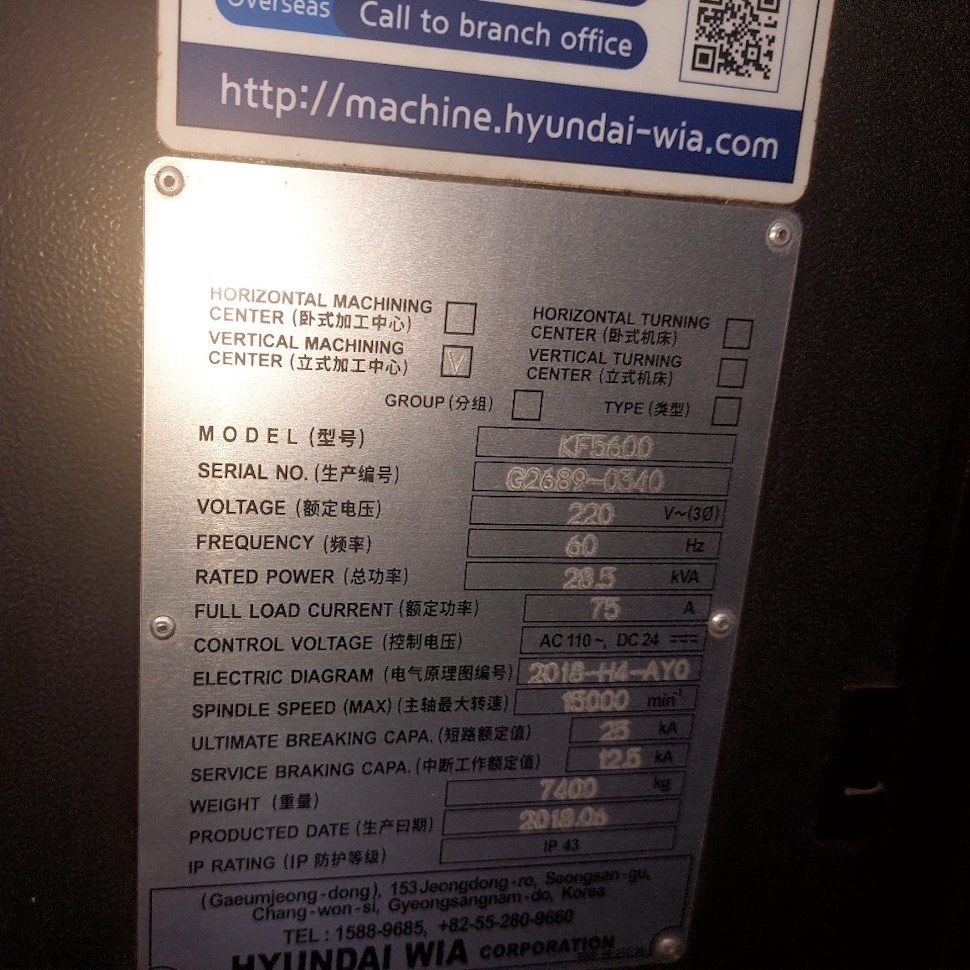 Overseas Call to branch office
http://machine.hyundai-wia.com
HORIZONTAL MACHINING
CENTER (卧式加工中心)
HORIZONTAL TURNING
CENTER (卧式机床)
VERTICAL MACHINING
CENTER (立式加工中心) V
VERTICAL TURNING
CENTER (立式机床)
GROUP (分组) TYPE (类型)
MODEL (型号) KF5600
SERIAL NO. (生产编号) G2689-0340
VOLTAGE (额定电压) 220 V~(3Ø)
FREQUENCY (频率) 60 Hz
RATED POWER (总功率) 28.5 kVA
FULL LOAD CURRENT (额定功率) 75 A
CONTROL VOLTAGE (控制电压) AC 110 ~, DC 24
ELECTRIC DIAGRAM (电气原理图编号) 2018-H4-AY0
SPINDLE SPEED (MAX) (主轴最大转速) 15000 min⁻¹
ULTIMATE BREAKING CAPA. (短路额定值) 25 kA
SERVICE BRAKING CAPA. (中断工作额定值) 12.5 kA
WEIGHT (重量) 7400 kg
PRODUCTED DATE (生产日期) 2018.06
IP RATING (IP 防护等级) IP 43
(Gaeumjeong-dong), 153 Jeongdong-ro, Seongsan-gu,
Chang-won-si, Gyeongsangnam-do, Korea
TEL : 1588-9685, +82-55-280-9660
HYUNDAI WIA CORPORATION